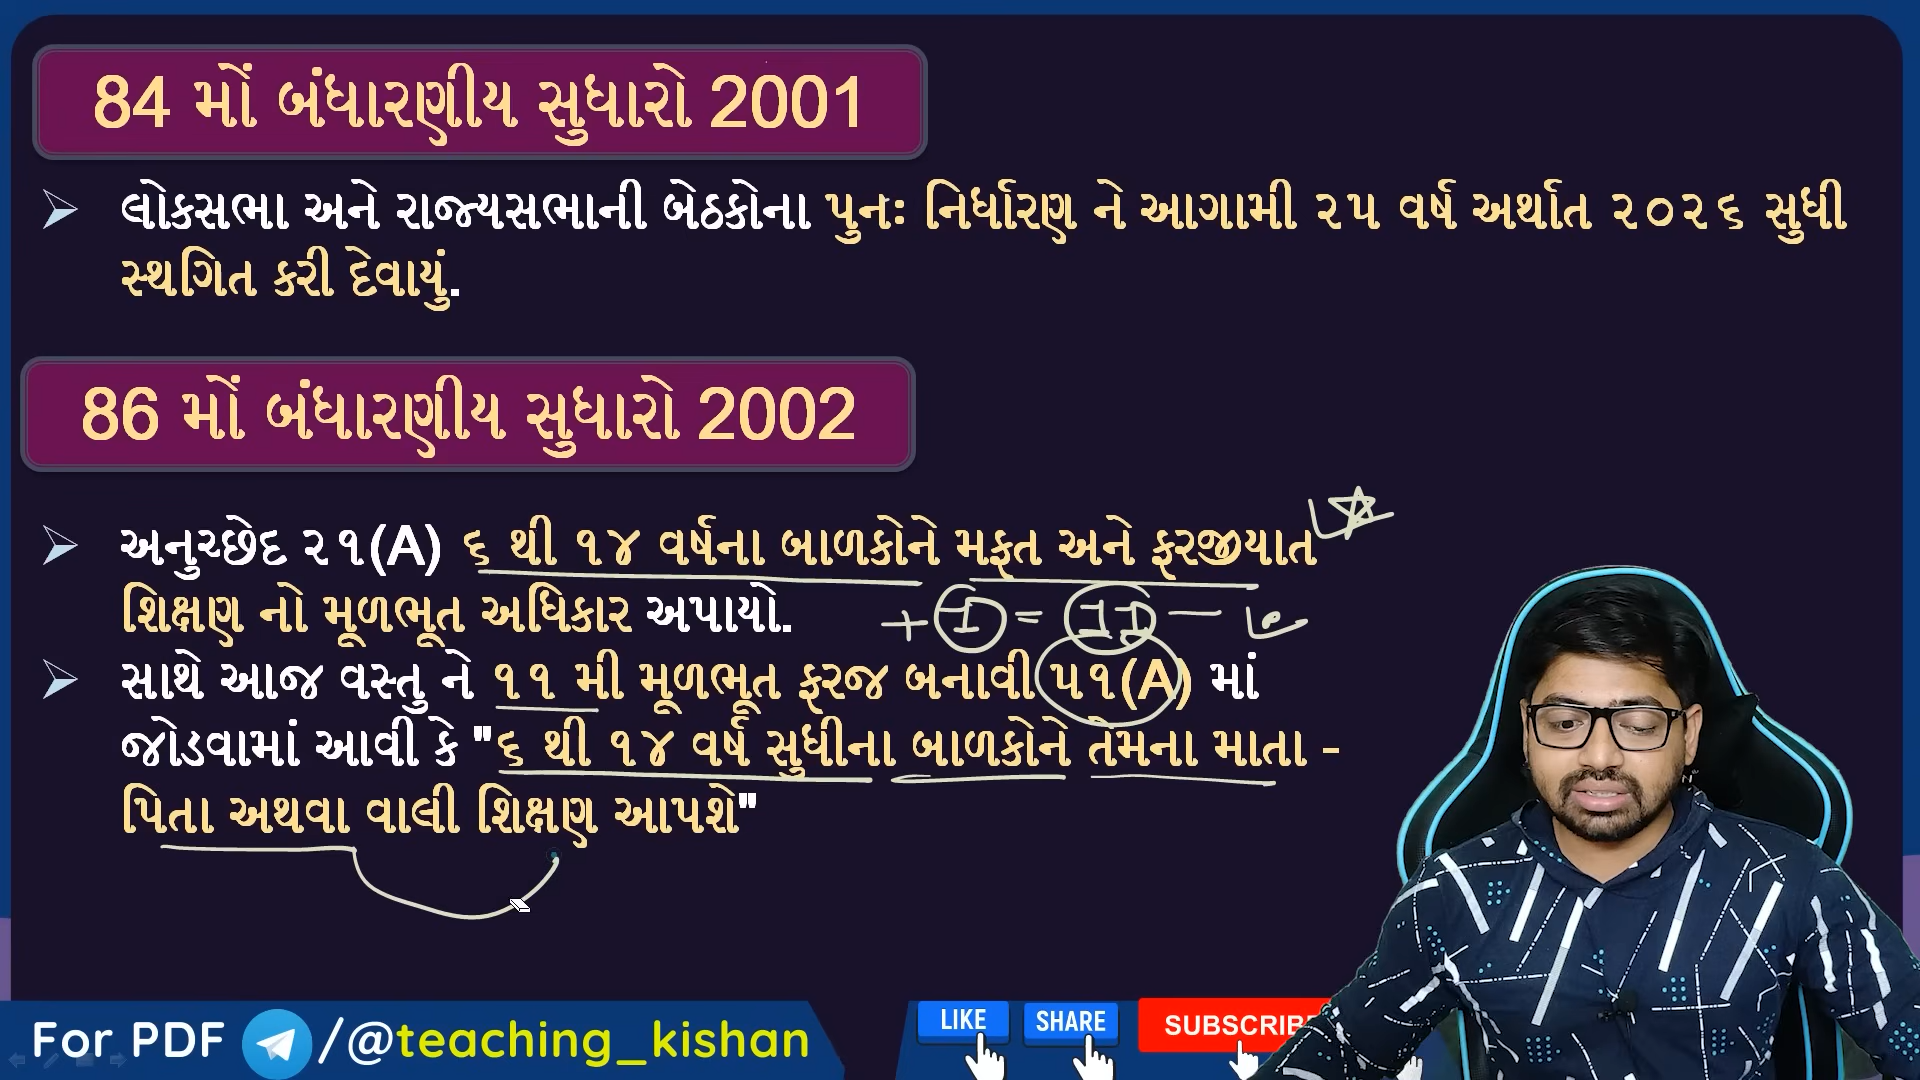 84 મોં બંધારણીય સુધારો 2001
લોકસભા અને રાજ્યસભાની બેઠકોના પુનઃ નિર્ધારણ ને આગામી ૨૫ વર્ષ અર્થાત ૨૦૨૬ સુધી
સ્થગિત કરી દેવાયું.
86 મોં બંધારણીય સુધારો 2002
અનુચ્છેદ ૨૧(A) ૬ થી ૧૪ વર્ષના બાળકોને મફત અને ફરજીયાત
શિક્ષણ નો મૂળભૂત અધિકાર અપાયો.
સાથે આજ વસ્તુ ને ૧૧ મી મૂળભૂત ફરજ બનાવી ૫૧(A) માં
જોડવામાં આવી કે "૬ થી ૧૪ વર્ષ સુધીના બાળકોને તેમના માતા -
પિતા અથવા વાલી શિક્ષણ આપશે"
For PDF /@teaching_kishan
LIKE SHARE SUBSCRIBE